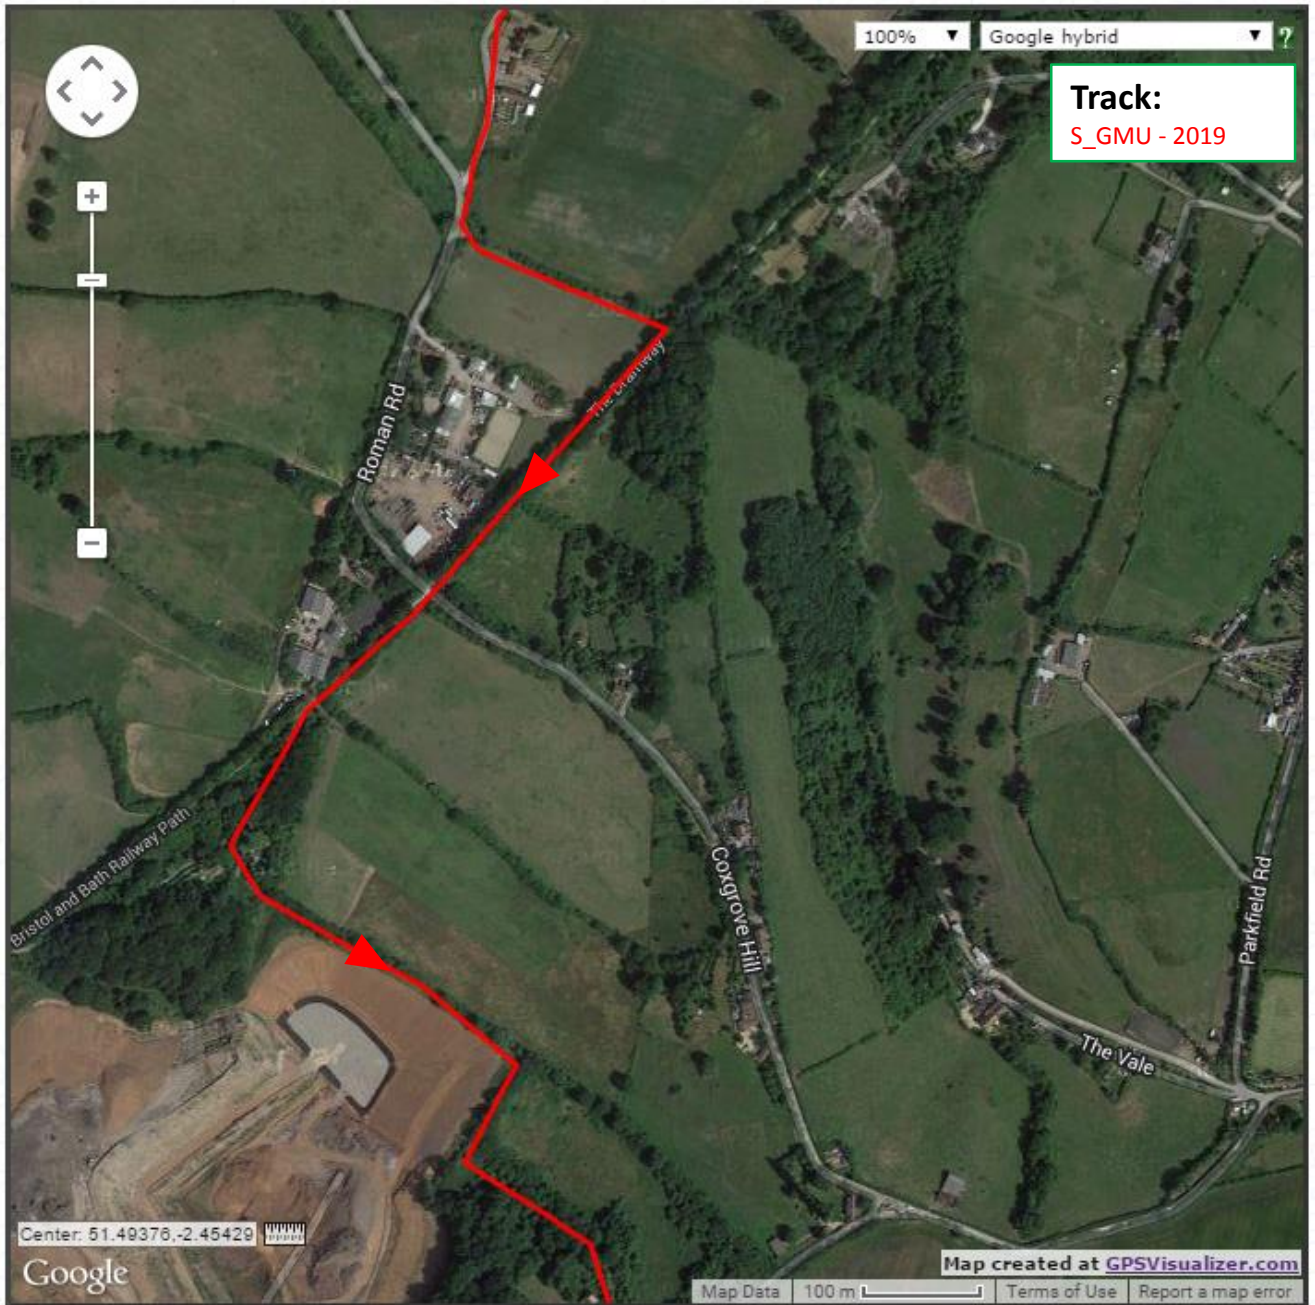 100% ▼
Google hybrid ▼
?
Track:
S_GMU - 2019
+
−
The Dramway
Roman Rd
Bristol and Bath Railway Path
Coxgrove Hill
Parkfield Rd
The Vale
Center: 51.49376,-2.45429
Google
Map created at GPSVisualizer.com
Map Data
100 m
Terms of Use
Report a map error